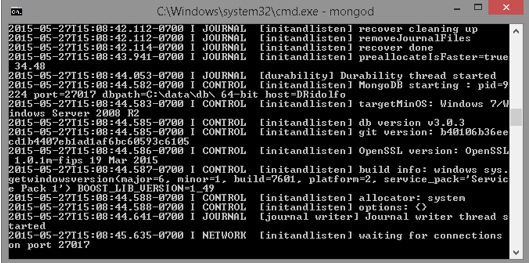 C:\Windows\system32\cmd.exe - mongod
2015-05-27T15:08:42.112-0700 I JOURNAL  [initandlisten] recover cleaning up
2015-05-27T15:08:42.112-0700 I JOURNAL  [initandlisten] removeJournalFiles
2015-05-27T15:08:42.114-0700 I JOURNAL  [initandlisten] recover done
2015-05-27T15:08:43.941-0700 I JOURNAL  [initandlisten] preallocateIsFaster=true
 34.48
2015-05-27T15:08:44.053-0700 I JOURNAL  [durability] Durability thread started
2015-05-27T15:08:44.582-0700 I CONTROL  [initandlisten] MongoDB starting : pid=9
224 port=27017 dbpath=C:\data\db\ 64-bit host=DRidolfo
2015-05-27T15:08:44.583-0700 I CONTROL  [initandlisten] targetMinOS: Windows 7/W
indows Server 2008 R2
2015-05-27T15:08:44.585-0700 I CONTROL  [initandlisten] db version v3.0.3
2015-05-27T15:08:44.585-0700 I CONTROL  [initandlisten] git version: b40106b36ee
cd1b4407eb1ad1af6bc60593c6105
2015-05-27T15:08:44.586-0700 I CONTROL  [initandlisten] OpenSSL version: OpenSSL
 1.0.1m-fips 19 Mar 2015
2015-05-27T15:08:44.587-0700 I CONTROL  [initandlisten] build info: windows sys.
getwindowsversion(major=6, minor=1, build=7601, platform=2, service_pack='Servic
e Pack 1') BOOST_LIB_VERSION=1_49
2015-05-27T15:08:44.588-0700 I CONTROL  [initandlisten] allocator: system
2015-05-27T15:08:44.588-0700 I CONTROL  [initandlisten] options: {}
2015-05-27T15:08:44.641-0700 I JOURNAL  [journal writer] Journal writer thread s
tarted
2015-05-27T15:08:45.635-0700 I NETWORK  [initandlisten] waiting for connections
on port 27017